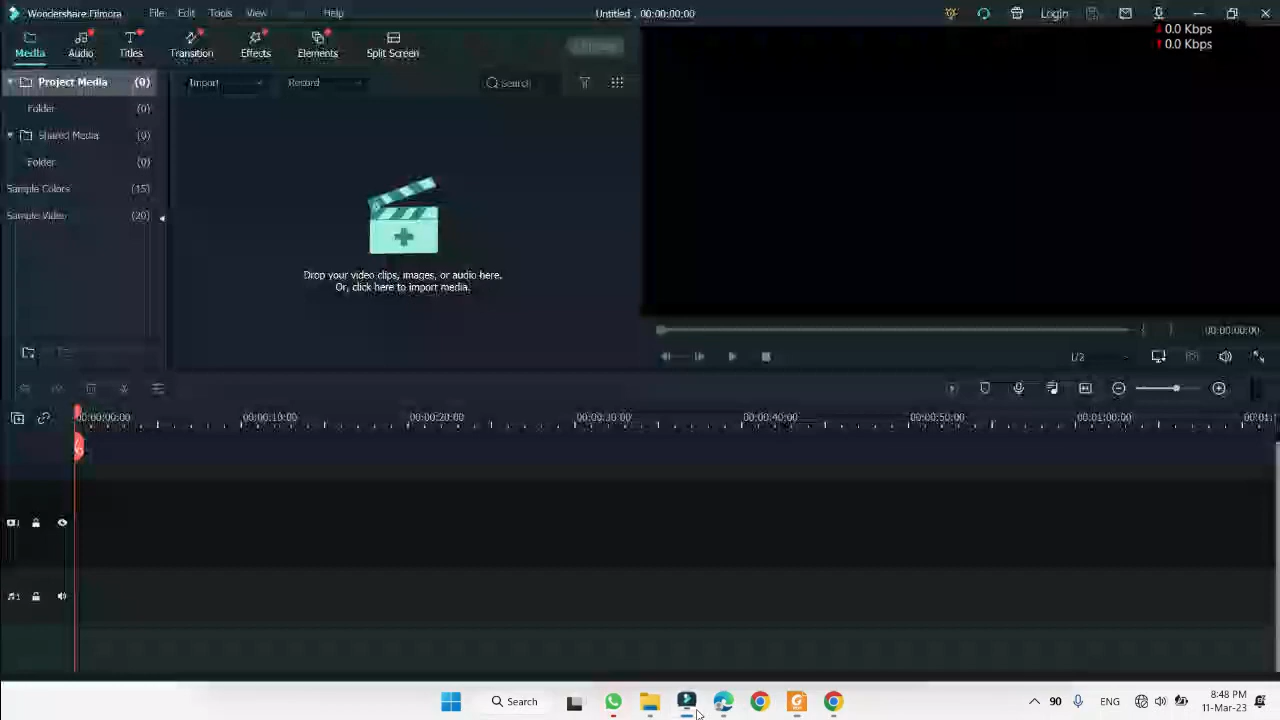 Wondershare Filmora File Edit Tools View Help Untitled : 00:00:00:00 Login
0.0 Kbps
0.0 Kbps
Media Audio Titles Transition Effects Elements Split Screen
Project Media (0) Import Record Search
Folder (0)
Shared Media (0)
Folder (0)
Sample Colors (15)
Sample Video (20)
Drop your video clips, images, or audio here.
Or, click here to import media.
00:00:00:00
1/2
00:00:00:00 00:00:10:00 00:00:20:00 00:00:30:00 00:00:40:00 00:00:50:00 00:01:00:00
Search 90 ENG 8:48 PM
11-Mar-23